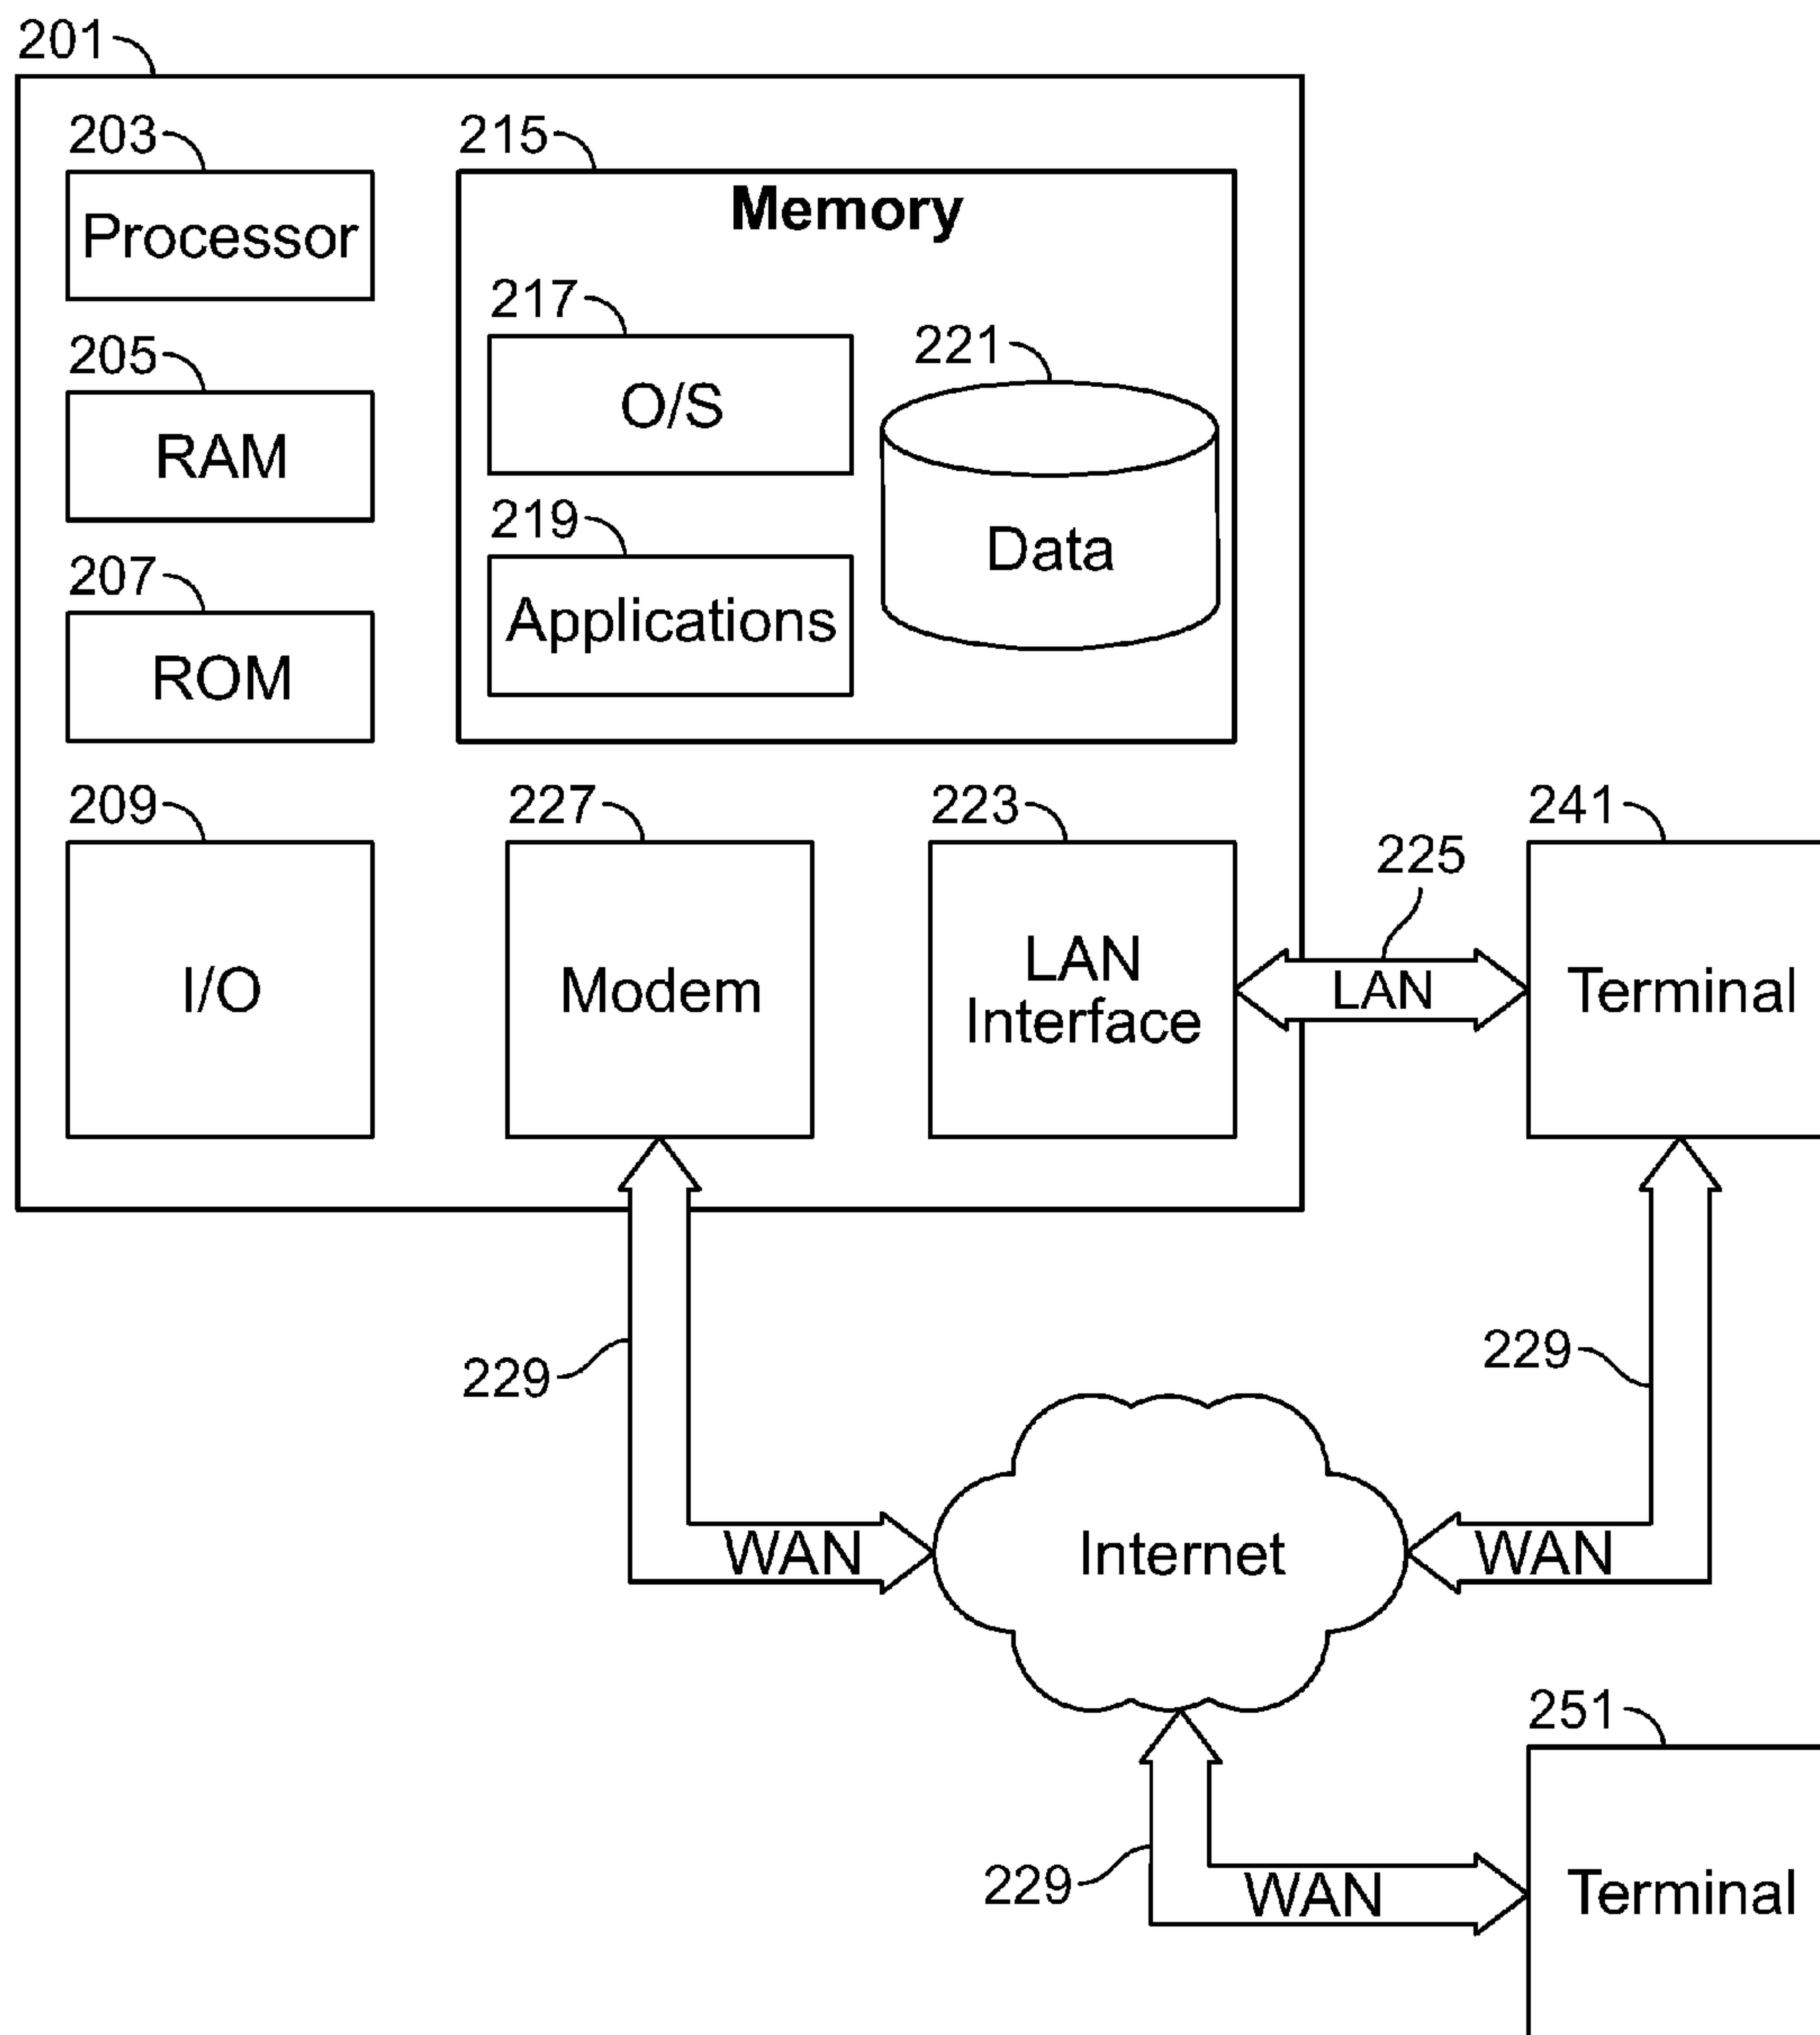 201
203
Processor
205
RAM
207
ROM
215
Memory
217
O/S
219
Applications
221
Data
209
I/O
227
Modem
223
LAN
Interface
225
LAN
241
Terminal
229
WAN
Internet
229
WAN
229
WAN
251
Terminal